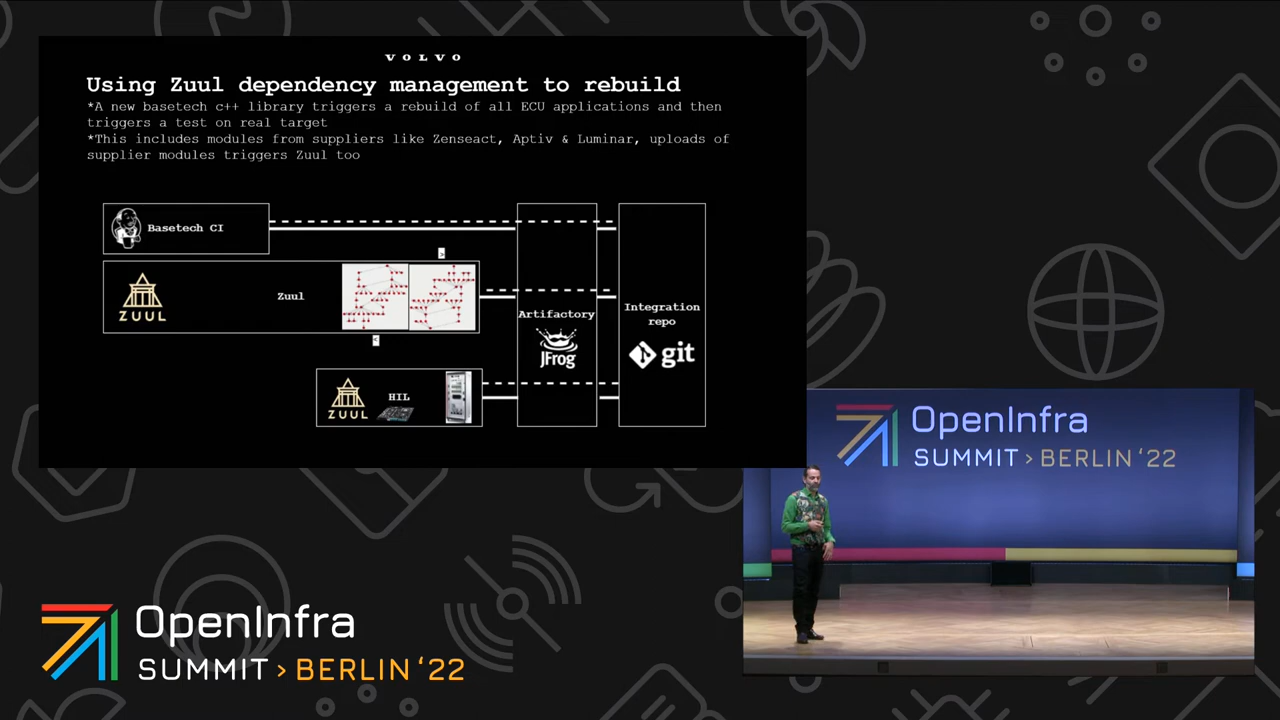 VOLVO
Using Zuul dependency management to rebuild
*A new basetech c++ library triggers a rebuild of all ECU applications and then
triggers a test on real target
*This includes modules from suppliers like Zenseact, Aptiv & Luminar, uploads of
supplier modules triggers Zuul too
Basetech CI
ZUUL
Zuul
>
<
Artifactory
JFrog
Integration
repo
git
ZUUL
HIL
OpenInfra
SUMMIT > BERLIN '22
OpenInfra
SUMMIT > BERLIN '22